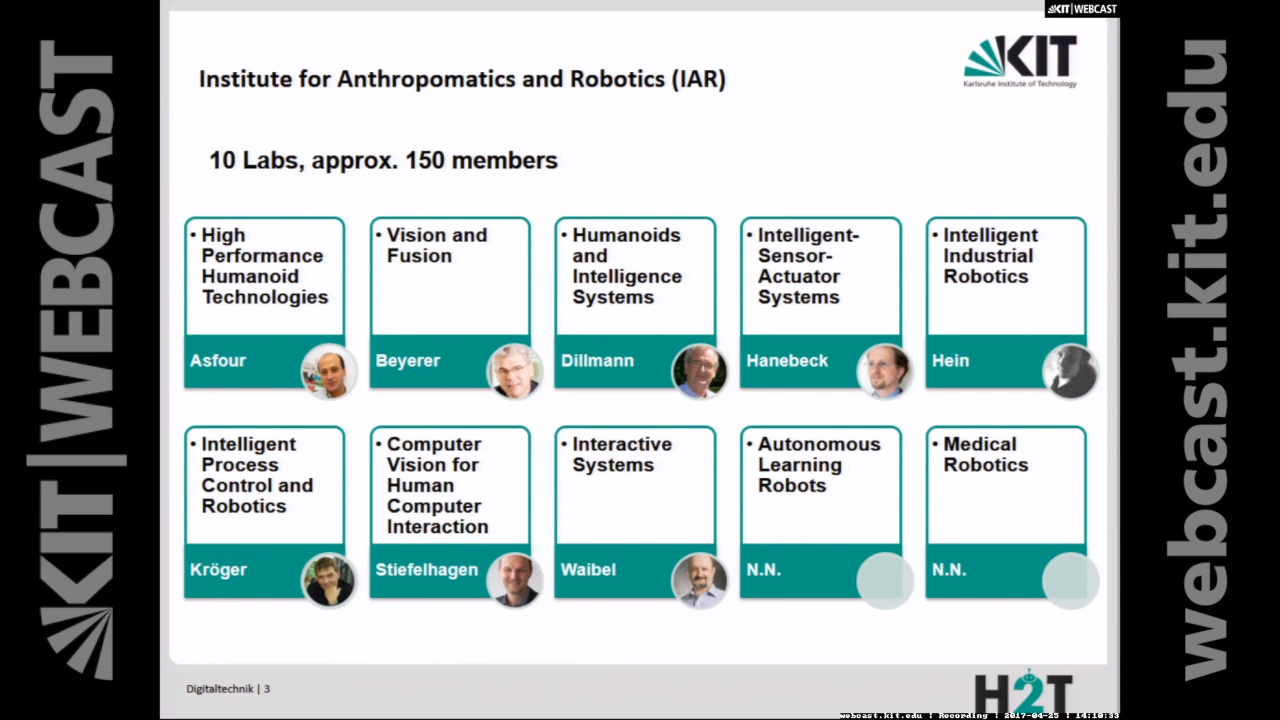 KIT|WEBCAST
KIT
Karlsruhe Institute of Technology
Institute for Anthropomatics and Robotics (IAR)
10 Labs, approx. 150 members
• High
Performance
Humanoid
Technologies
Asfour
• Vision and
Fusion
Beyerer
• Humanoids
and
Intelligence
Systems
Dillmann
• Intelligent-
Sensor-
Actuator
Systems
Hanebeck
• Intelligent
Industrial
Robotics
Hein
• Intelligent
Process
Control and
Robotics
Kröger
• Computer
Vision for
Human
Computer
Interaction
Stiefelhagen
• Interactive
Systems
Waibel
• Autonomous
Learning
Robots
N.N.
• Medical
Robotics
N.N.
Digitaltechnik | 3
H2T
webcast.kit.edu : Recording : 2017-04-25 : 14:10:33
KIT|WEBCAST
webcast.kit.edu